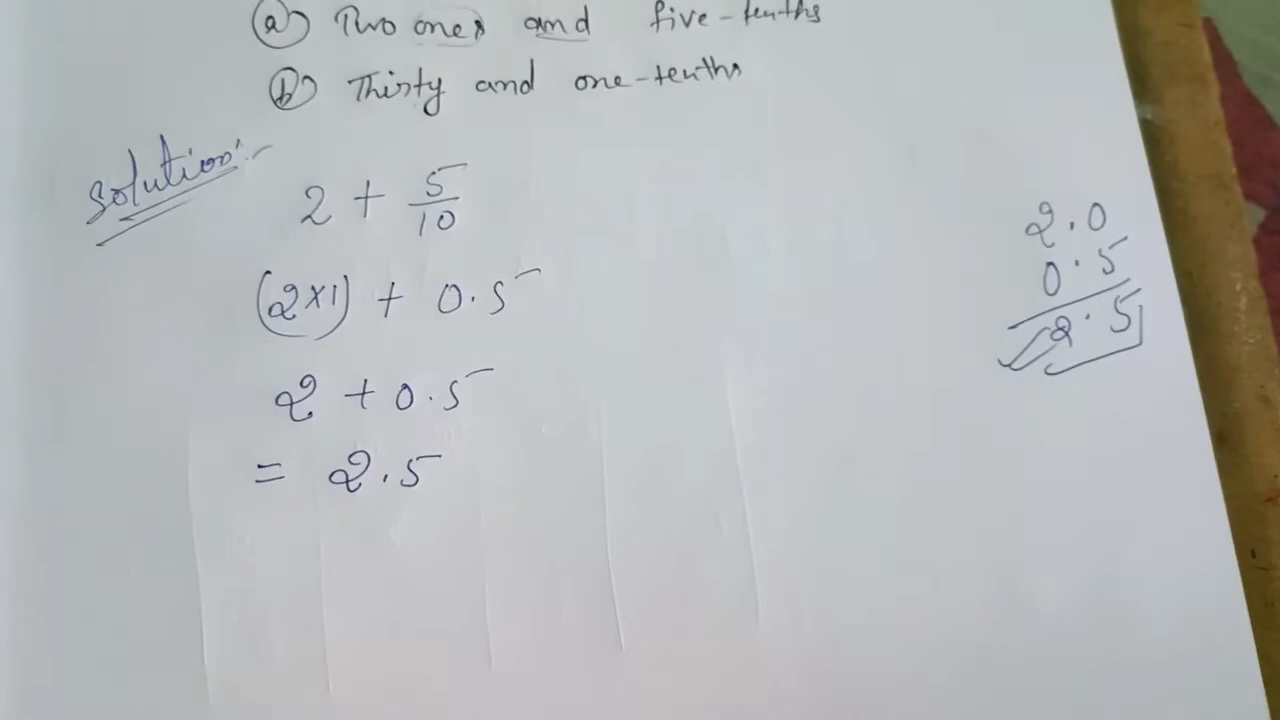 (a) Two ones and five-tenths
(b) Thirty and one-tenths
Solution:-
2 + 5/10
(2×1) + 0.5
2 + 0.5
= 2.5
2.0
0.5
2.5